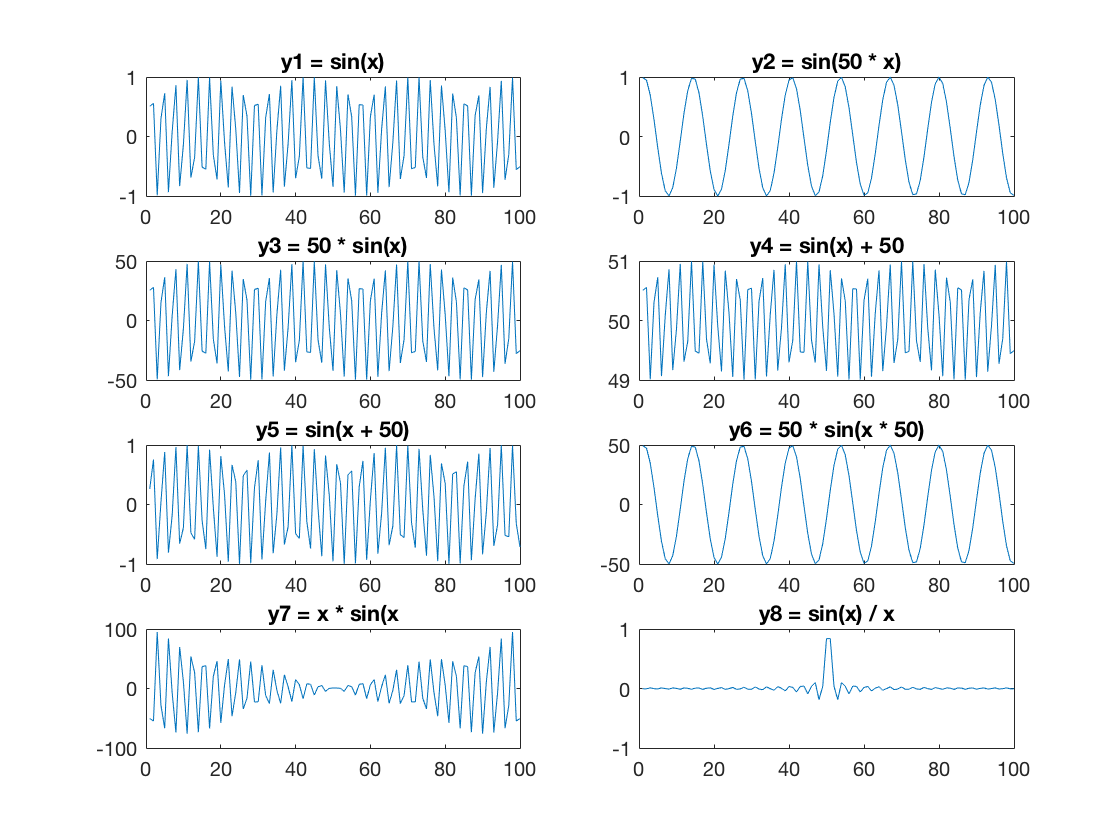 y1 = sin(x)
1
0
-1
0 20 40 60 80 100
y2 = sin(50 * x)
1
0
-1
0 20 40 60 80 100
y3 = 50 * sin(x)
50
0
-50
0 20 40 60 80 100
y4 = sin(x) + 50
51
50
49
0 20 40 60 80 100
y5 = sin(x + 50)
1
0
-1
0 20 40 60 80 100
y6 = 50 * sin(x * 50)
50
0
-50
0 20 40 60 80 100
y7 = x * sin(x
100
0
-100
0 20 40 60 80 100
y8 = sin(x) / x
1
0
-1
0 20 40 60 80 100